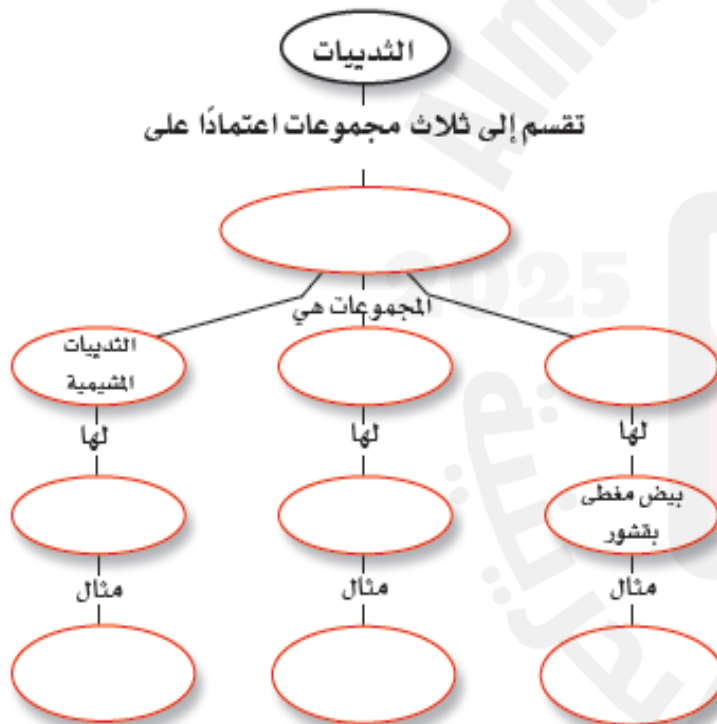 الثدييات
تقسم إلى ثلاث مجموعات اعتمادًا على
المجموعات هي
الثدييات
المشيمية
لها
لها
لها
بيض مغطى
بقشور
مثال
مثال
مثال
2025